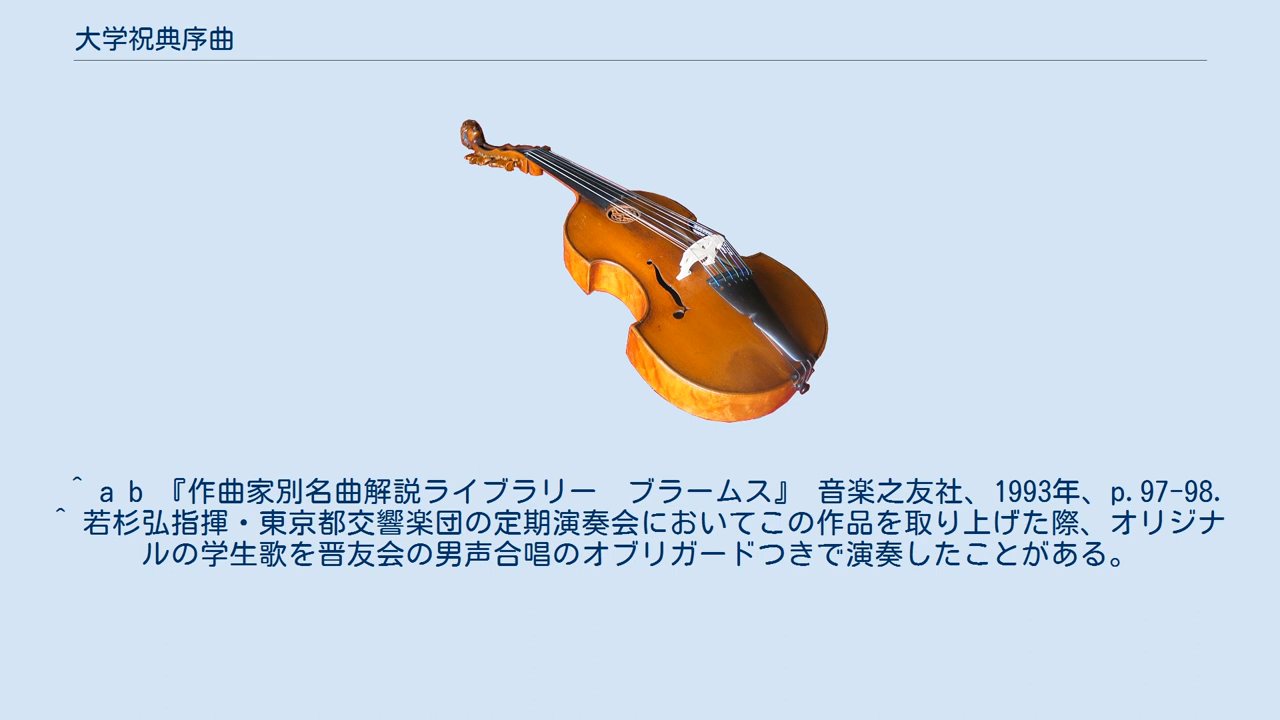 大学祝典序曲
^ a b 『作曲家別名曲解説ライブラリー　ブラームス』 音楽之友社、1993年、p.97-98.
^ 若杉弘指揮・東京都交響楽団の定期演奏会においてこの作品を取り上げた際、オリジナ
ルの学生歌を晋友会の男声合唱のオブリガードつきで演奏したことがある。